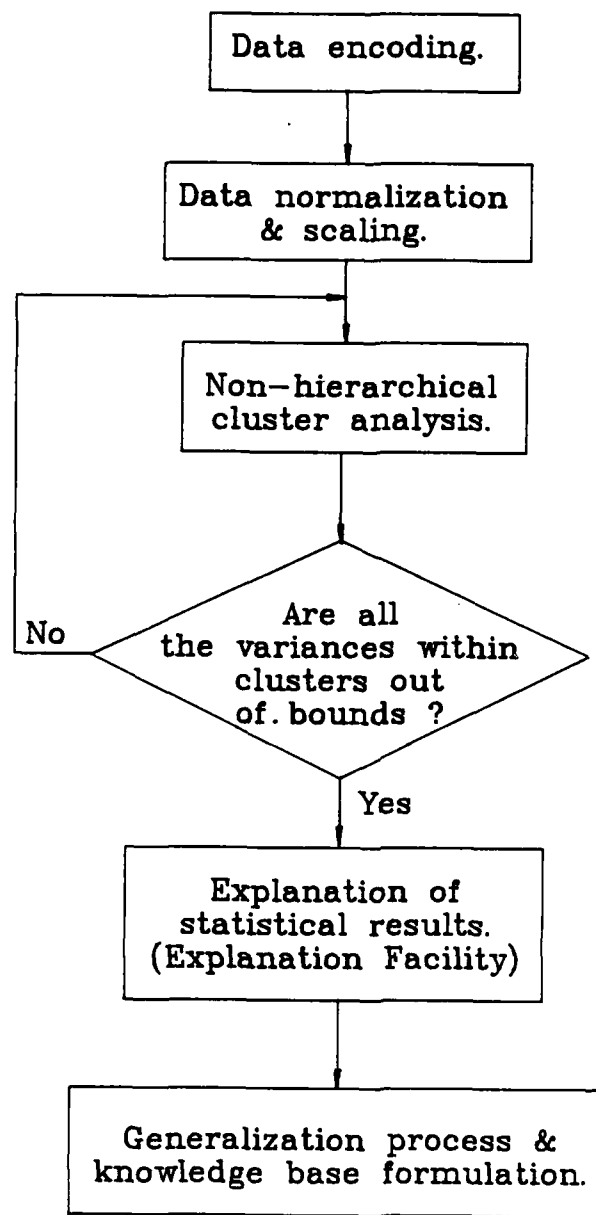 Data encoding.
Data normalization
& scaling.
Non-hierarchical
cluster analysis.
Are all
the variances within
clusters out
of. bounds ?
No
Yes
Explanation of
statistical results.
(Explanation Facility)
Generalization process &
knowledge base formulation.